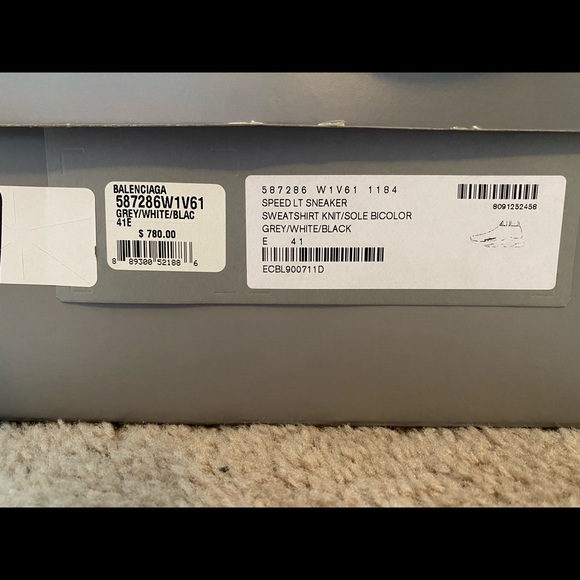 BALENCIAGA
587286W1V61
GREY/WHITE/BLAC
41E
$ 780.00
8 89300 52188 6
587286 W1V61 1184
SPEED LT SNEAKER
SWEATSHIRT KNIT/SOLE BICOLOR
GREY/WHITE/BLACK
E 41
ECBL900711D
8091252458